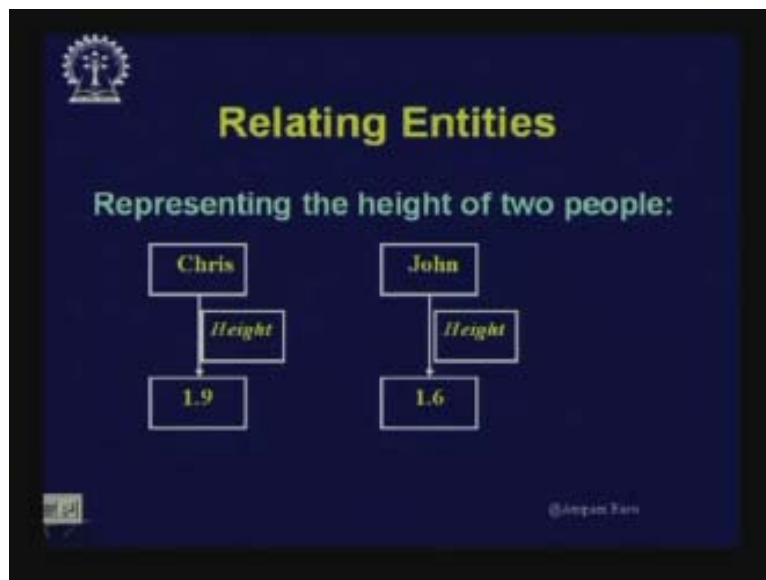 Relating Entities
Representing the height of two people:
Chris John
Height Height
1.9 1.6